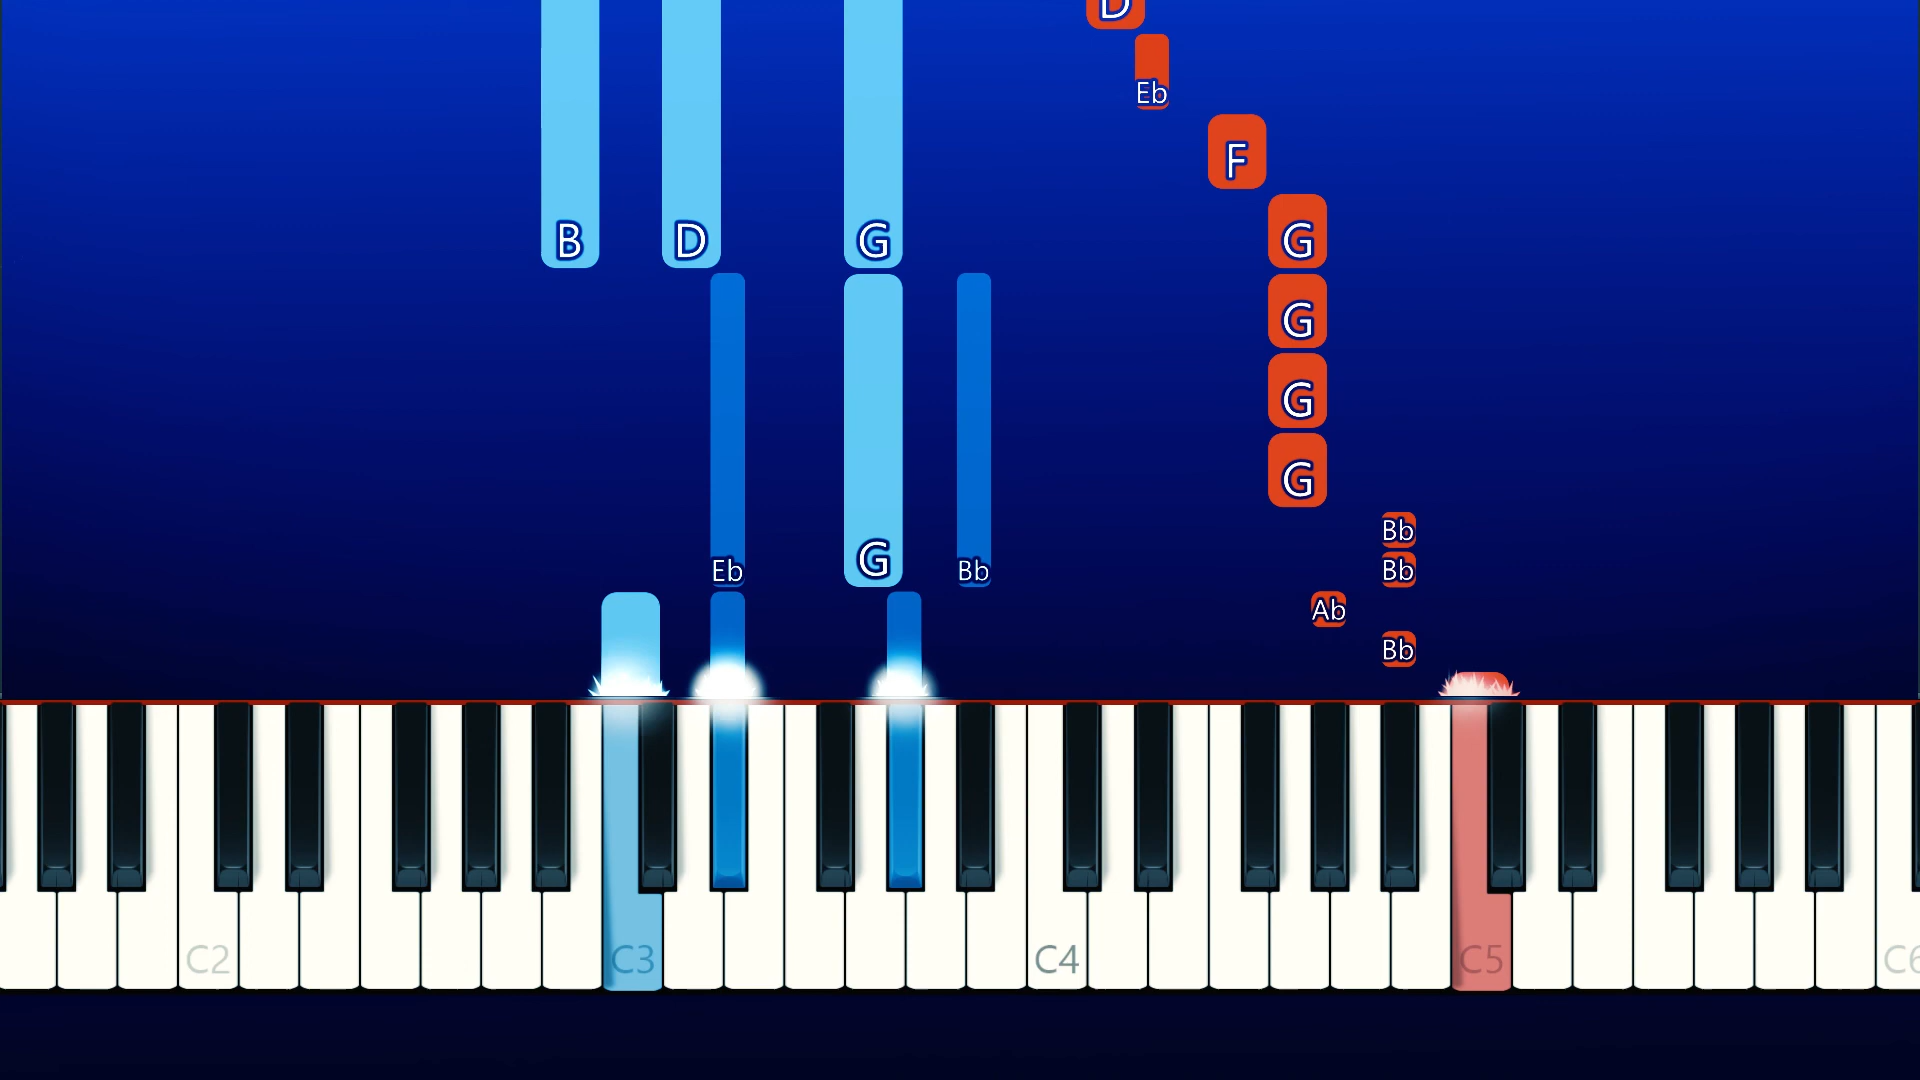 D
Eb
F
B D G G
G
G
G
Bb
Eb G Bb Bb
Ab
Bb
C2 C3 C4 C5 C6